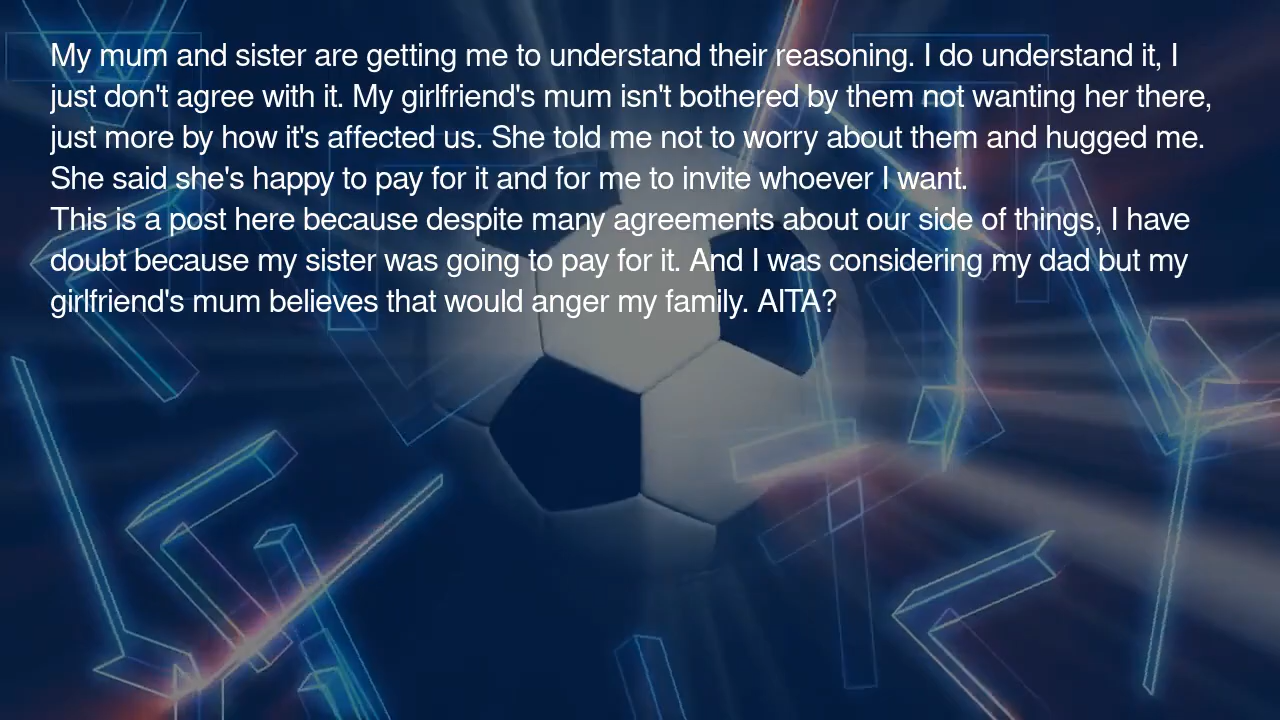 My mum and sister are getting me to understand their reasoning. I do understand it, I
just don't agree with it. My girlfriend's mum isn't bothered by them not wanting her there,
just more by how it's affected us. She told me not to worry about them and hugged me.
She said she's happy to pay for it and for me to invite whoever I want.
This is a post here because despite many agreements about our side of things, I have
doubt because my sister was going to pay for it. And I was considering my dad but my
girlfriend's mum believes that would anger my family. AITA?